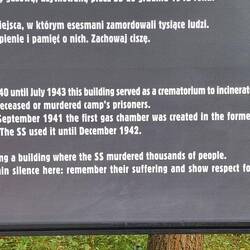 miejsca, w którym esesmani zamordowali tysiące ludzi.
pienie i pamięć o nich. Zachowaj ciszę.
40 until July 1943 this building served as a crematorium to incinerate
deceased or murdered camp's prisoners.
September 1941 the first gas chamber was created in the former
The SS used it until December 1942.
ng a building where the SS murdered thousands of people.
in silence here: remember their suffering and show respect fo